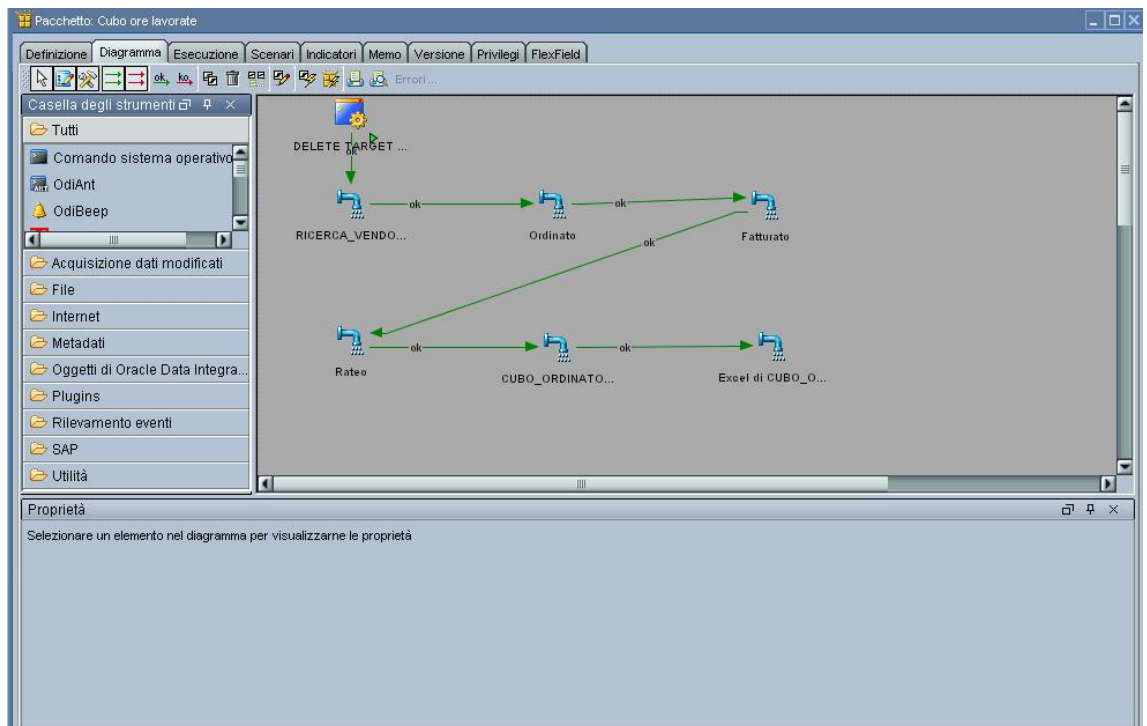 Pacchetto: Cubo ore lavorate
Definizione Diagramma Esecuzione Scenari Indicatori Memo Versione Privilegi FlexField
ok ko Errori ...
Casella degli strumenti
Tutti
Comando sistema operativo
OdiAnt
OdiBeep
Acquisizione dati modificati
File
Internet
Metadati
Oggetti di Oracle Data Integra...
Plugins
Rilevamento eventi
SAP
Utilità
DELETE TARGET ...
ok
ok
ok
RICERCA_VENDO...
Ordinato
Fatturato
ok
ok
ok
Rateo
CUBO_ORDINATO...
Excel di CUBO_O...
Proprietà
Selezionare un elemento nel diagramma per visualizzarne le proprietà